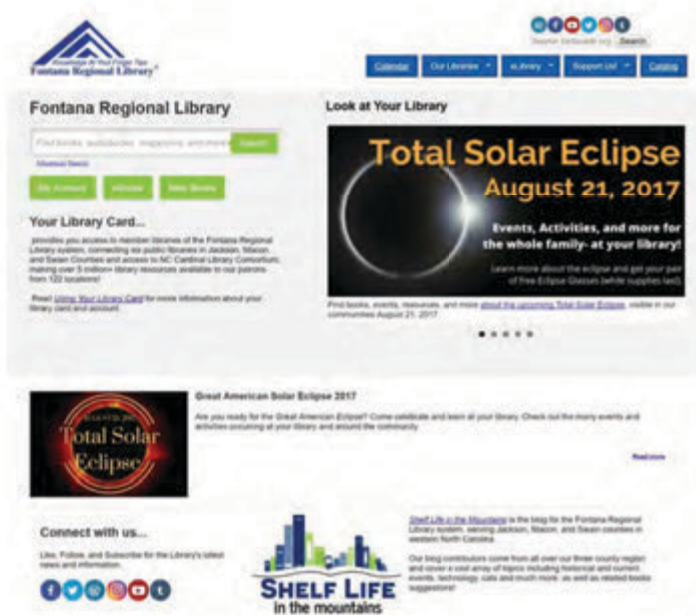 Knowledge At Your Finger Tips
Fontana Regional Library
Search
Calendar
Our Libraries
eLibrary
Support Us!
Catalog
Fontana Regional Library
Find books, audiobooks, magazines, and more
Search
Advanced Search
My Account
eBooks
New Books
Your Library Card...
provides you access to member libraries of the Fontana Regional
Library system, connecting six public libraries in Jackson, Macon,
and Swain Counties and access to NC Cardinal Library Consortium,
making over 5 million+ library resources available to our patrons
from 122 locations!
Read Using Your Library Card for more information about your
library card and account.
Look at Your Library
Total Solar Eclipse
August 21, 2017
Events, Activities, and more for
the whole family- at your library!
Learn more about the eclipse and get your pair
of free Eclipse Glasses (while supplies last)
Find books, events, resources, and more about the upcoming Total Solar Eclipse, visible in our
communities August 21, 2017
Great American Solar Eclipse 2017
Are you ready for the Great American Eclipse? Come celebrate and learn at your library. Check out the many events and
activities occurring at your library and around the community.
Read more
Total Solar
Eclipse
Connect with us...
Like, Follow, and Subscribe for the Library's latest
news and information.
SHELF LIFE
in the mountains
Shelf Life in the Mountains is the blog for the Fontana Regional
Library system, serving Jackson, Macon, and Swain counties in
western North Carolina.
Our blog contributors come from all over our three county region
and cover a cool array of topics including historical and current
events, technology, cats and much more, as well as related books
suggestions!